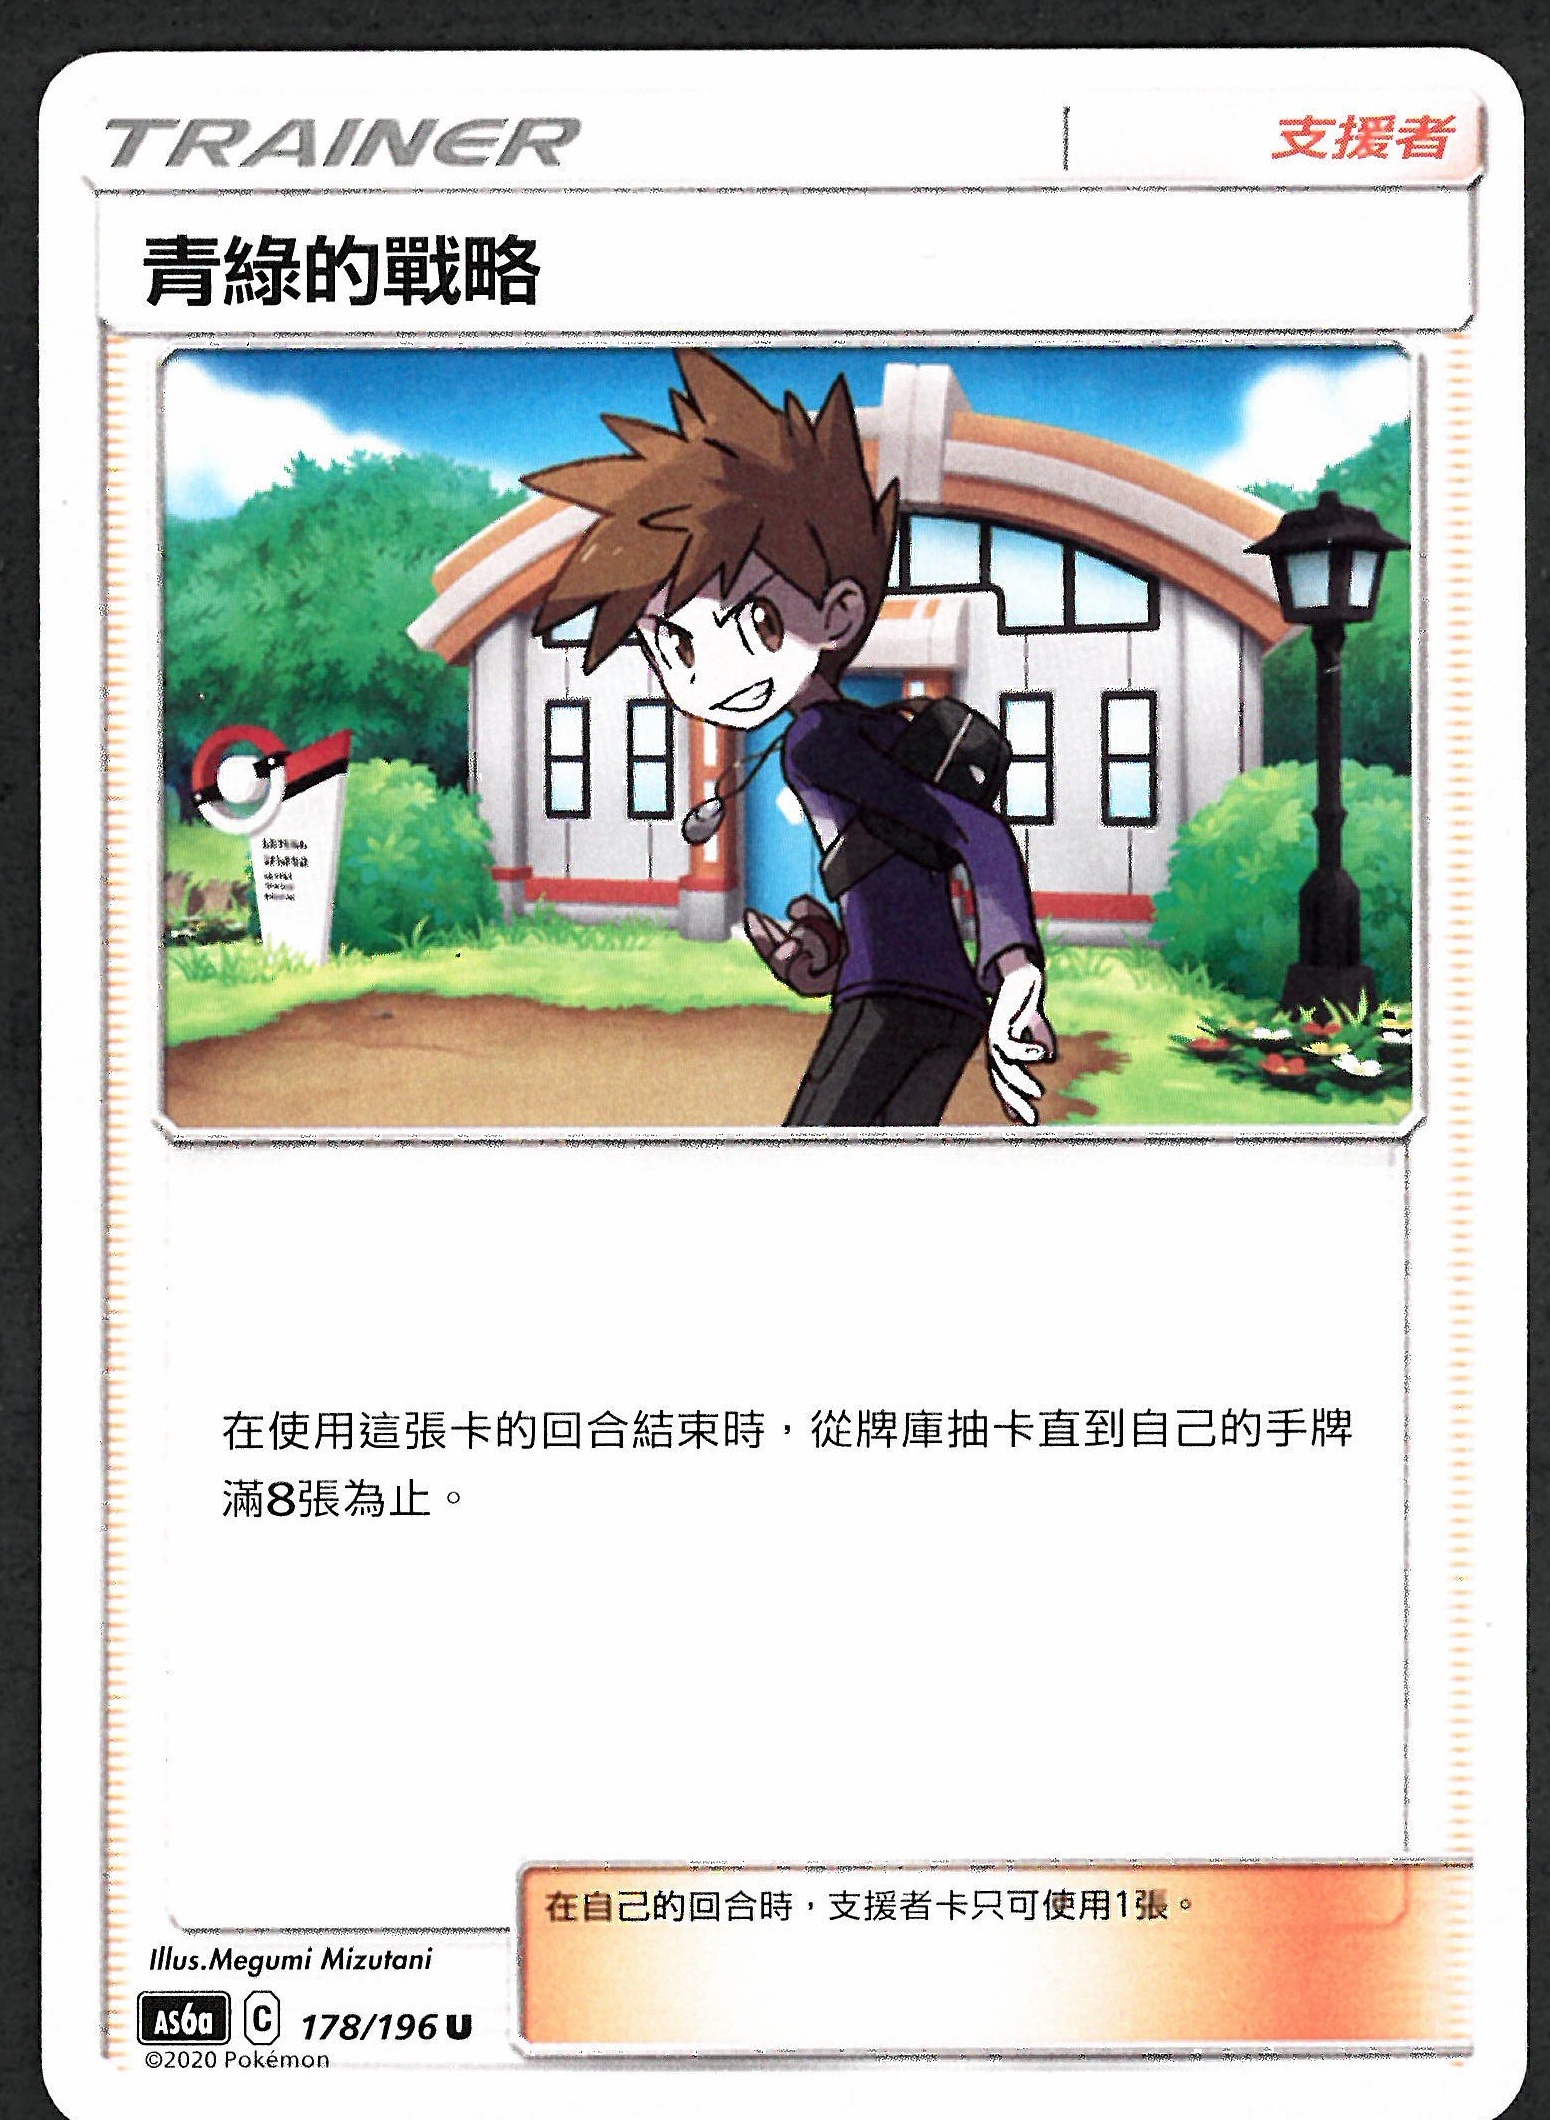 TRAINER
支援者
青綠的戰略
在使用這張卡的回合結束時，從牌庫抽卡直到自己的手牌
滿8張為止。
在自己的回合時，支援者卡只可使用1張。
Illus.Megumi Mizutani
AS6a C 178/196 U
©2020 Pokémon